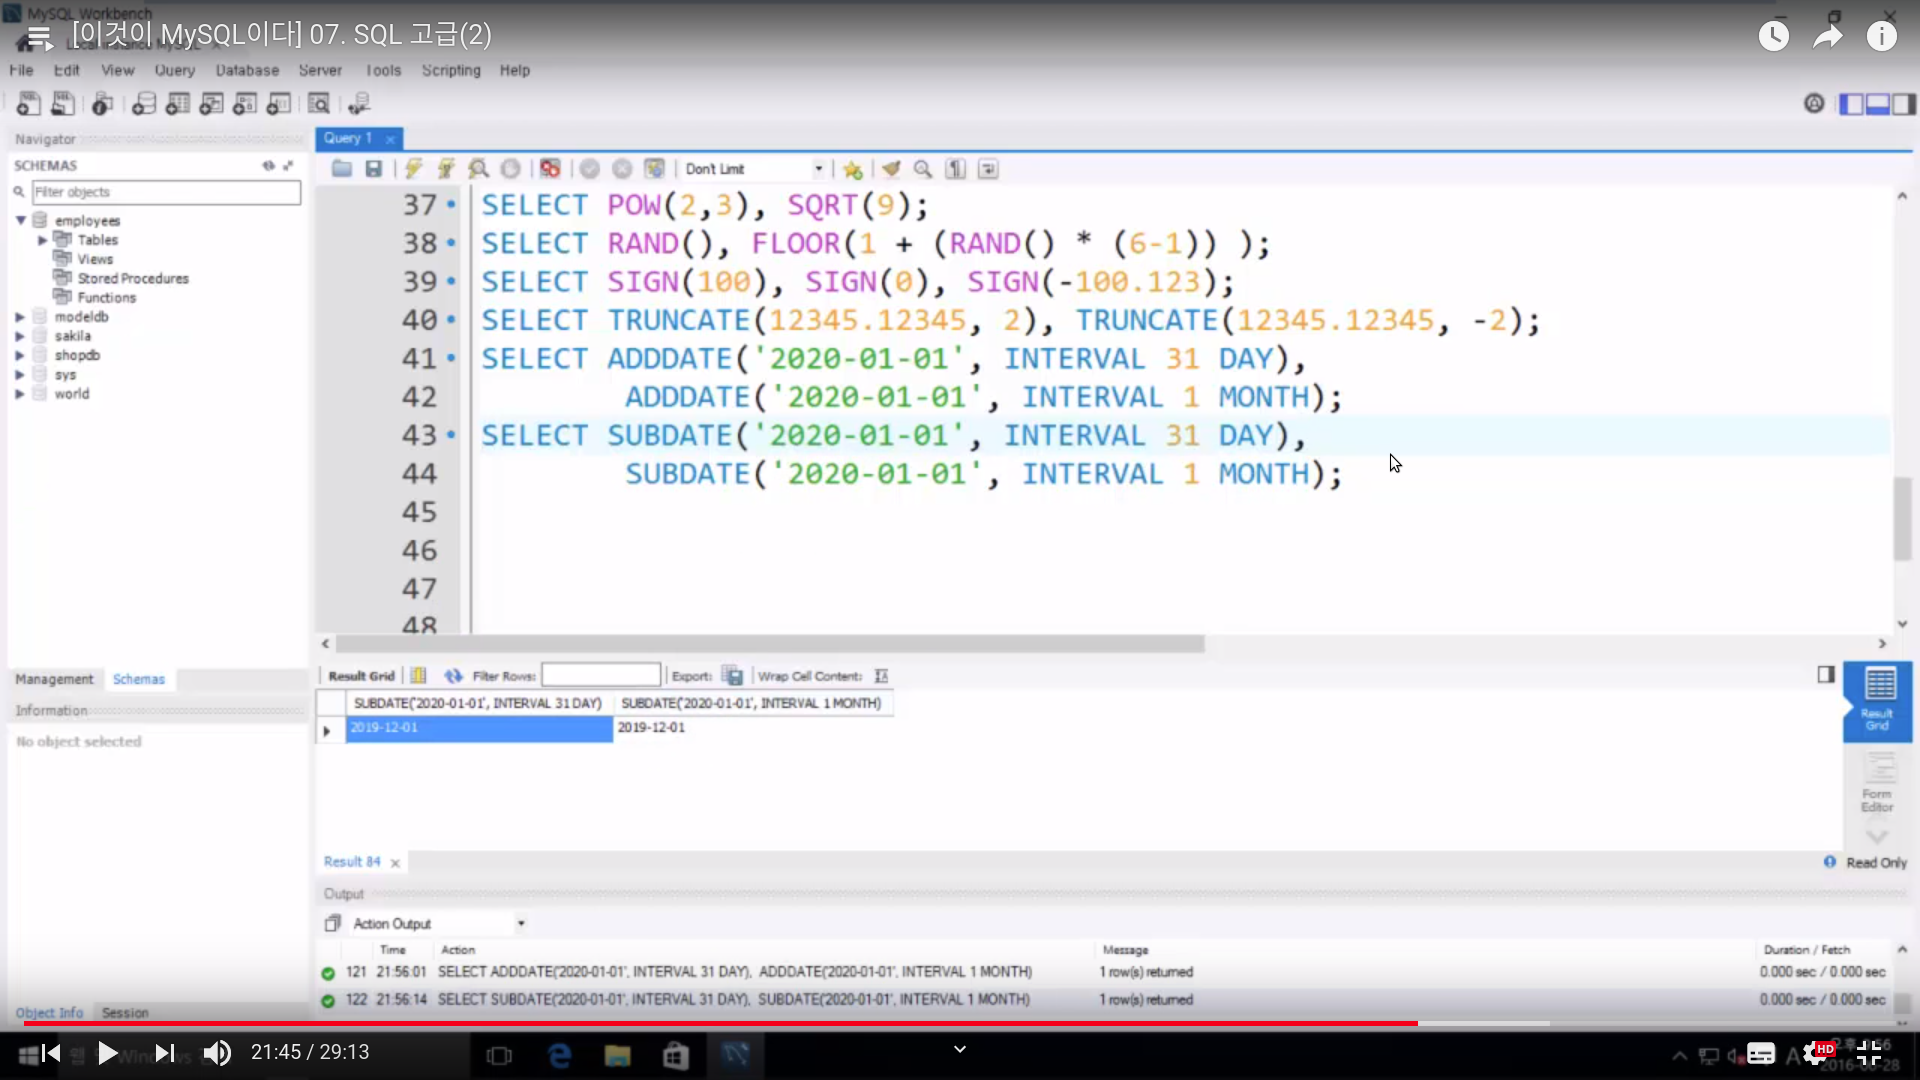 MySQL Workbench
[이것이 MySQL이다] 07. SQL 고급(2)
File Edit View Query Database Server Tools Scripting Help
Navigator
SCHEMAS
Filter objects
employees
Tables
Views
Stored Procedures
Functions
modeldb
sakila
shopdb
sys
world
Management Schemas
Information
No object selected
Object Info Session
Query 1
Don't Limit
37 SELECT POW(2,3), SQRT(9);
38 SELECT RAND(), FLOOR(1 + (RAND() * (6-1)) );
39 SELECT SIGN(100), SIGN(0), SIGN(-100.123);
40 SELECT TRUNCATE(12345.12345, 2), TRUNCATE(12345.12345, -2);
41 SELECT ADDDATE('2020-01-01', INTERVAL 31 DAY),
42 ADDDATE('2020-01-01', INTERVAL 1 MONTH);
43 SELECT SUBDATE('2020-01-01', INTERVAL 31 DAY),
44 SUBDATE('2020-01-01', INTERVAL 1 MONTH);
45
46
47
48
Result Grid Filter Rows: Export: Wrap Cell Content:
SUBDATE('2020-01-01', INTERVAL 31 DAY) SUBDATE('2020-01-01', INTERVAL 1 MONTH)
2019-12-01 2019-12-01
Result Grid
Form Editor
Result 84
Read Only
Output
Action Output
Time Action Message Duration / Fetch
121 21:56:01 SELECT ADDDATE('2020-01-01', INTERVAL 31 DAY), ADDDATE('2020-01-01', INTERVAL 1 MONTH) 1 row(s) returned 0.000 sec / 0.000 sec
122 21:56:14 SELECT SUBDATE('2020-01-01', INTERVAL 31 DAY), SUBDATE('2020-01-01', INTERVAL 1 MONTH) 1 row(s) returned 0.000 sec / 0.000 sec
21:45 / 29:13
HD